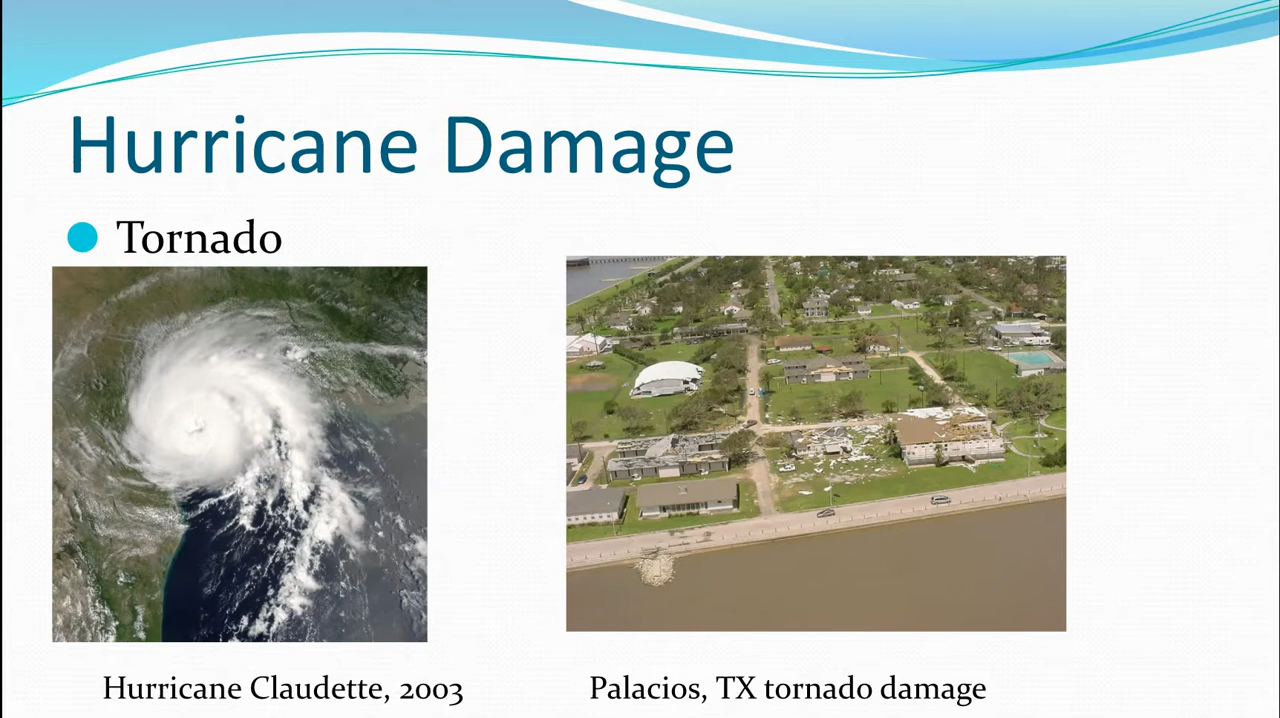 Hurricane Damage
Tornado
Hurricane Claudette, 2003
Palacios, TX tornado damage